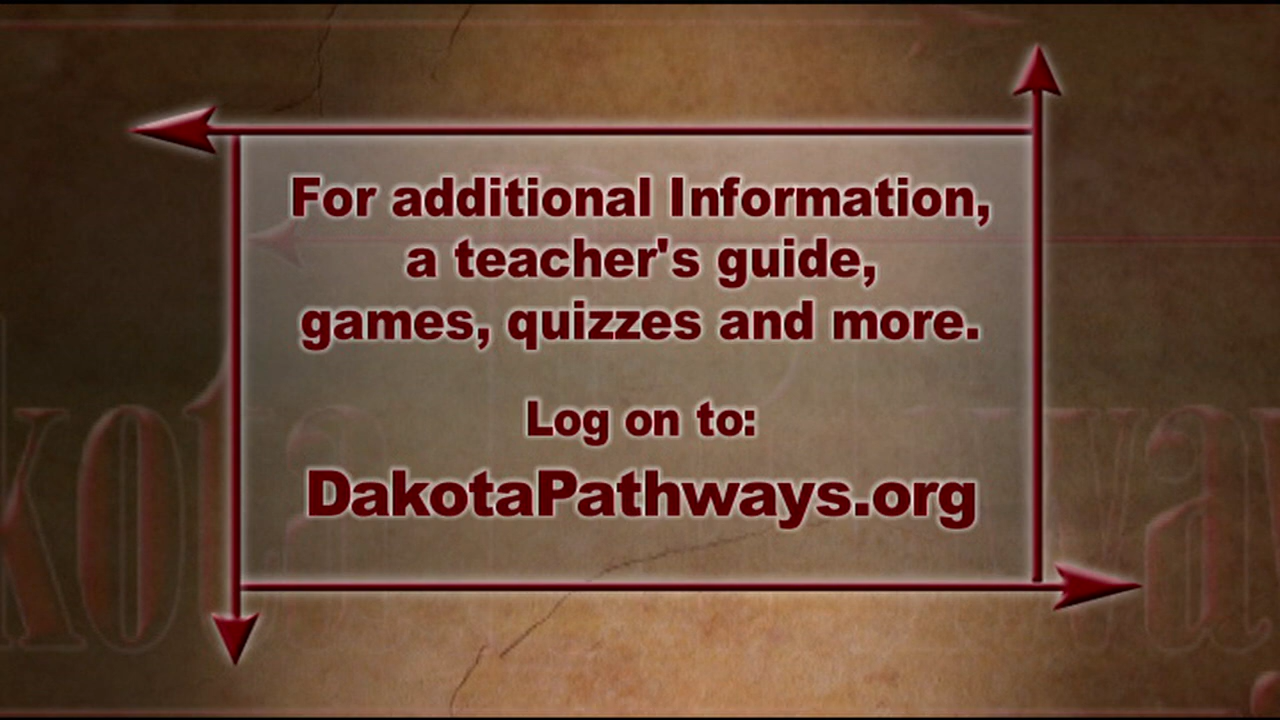 For additional Information,
a teacher's guide,
games, quizzes and more.
Log on to:
DakotaPathways.org